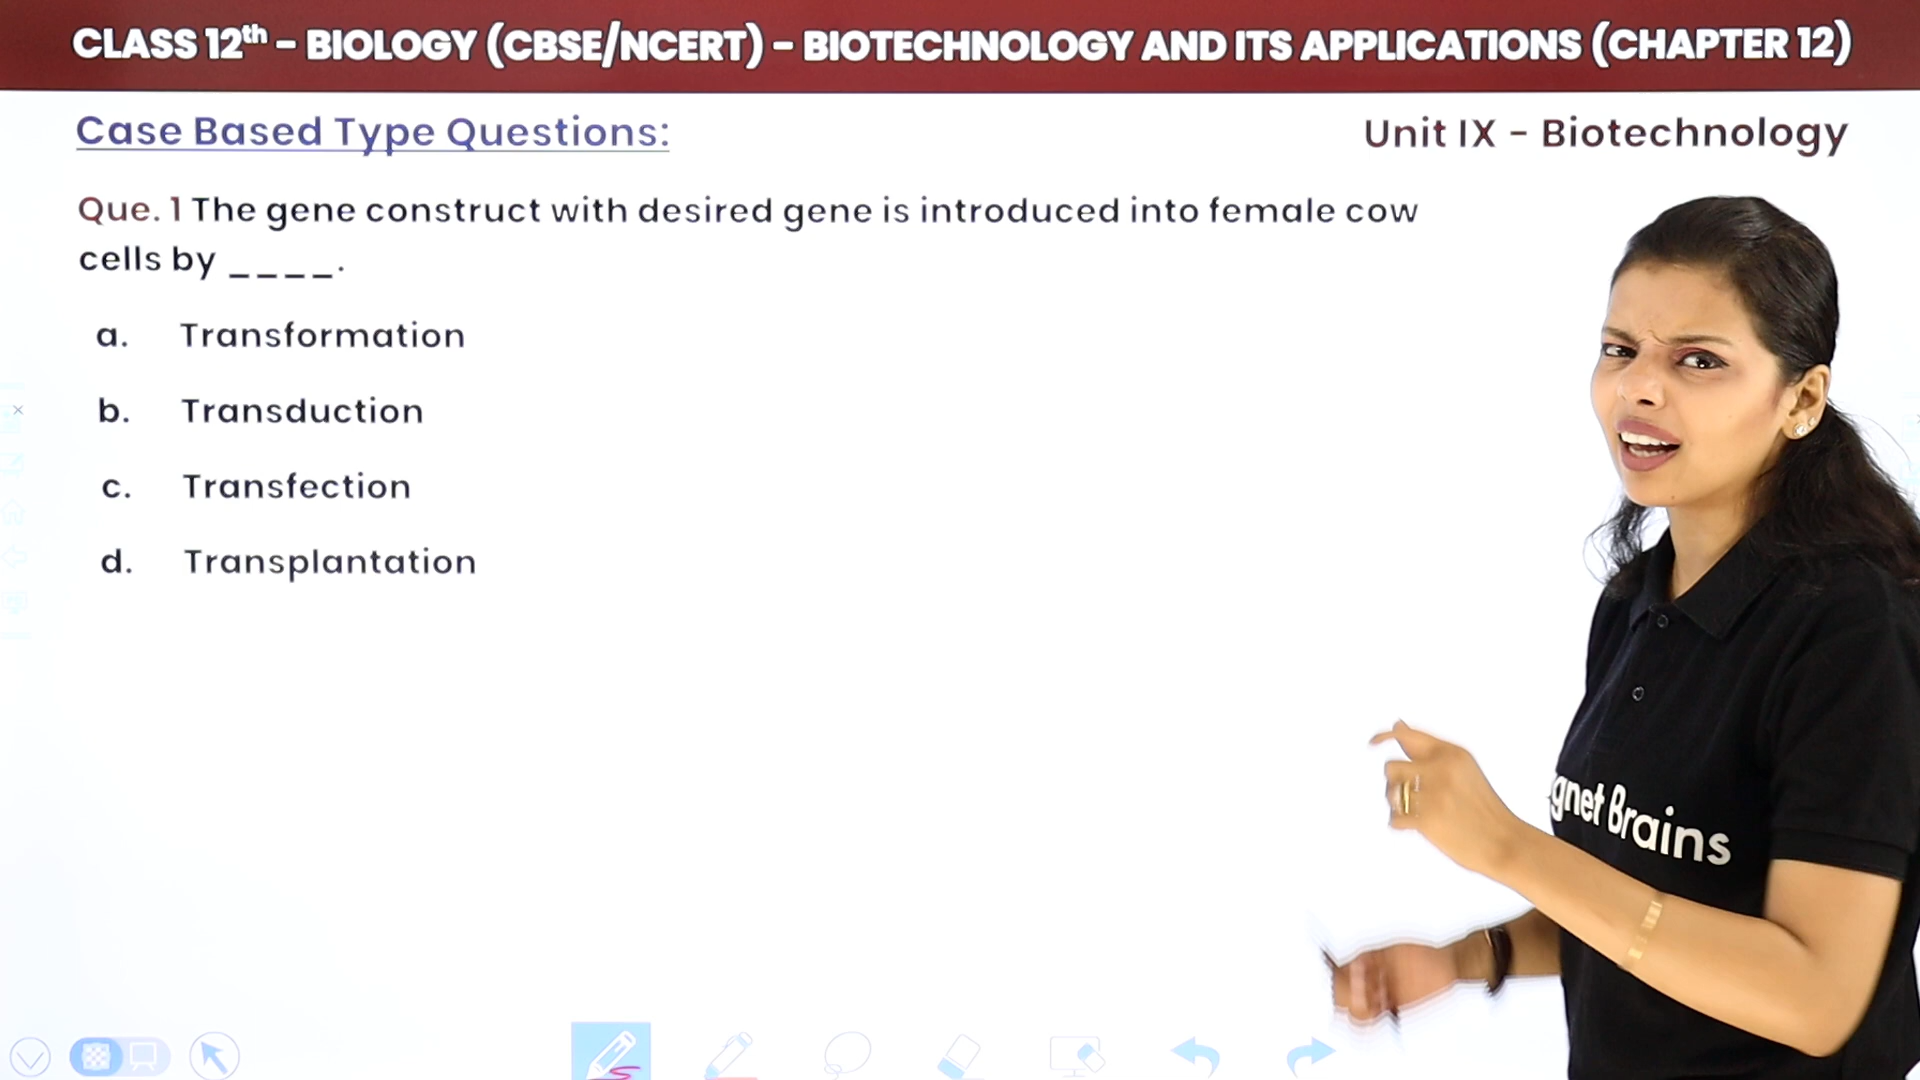 CLASS 12th – BIOLOGY (CBSE/NCERT) – BIOTECHNOLOGY AND ITS APPLICATIONS (CHAPTER 12)
Case Based Type Questions:
Unit IX – Biotechnology
Que. 1 The gene construct with desired gene is introduced into female cow
cells by ____.
a. Transformation
b. Transduction
c. Transfection
d. Transplantation
gnet Brains